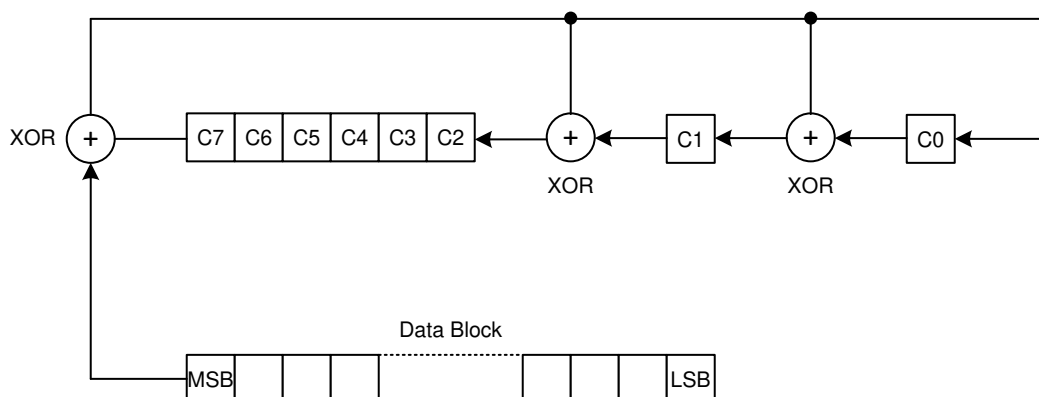 XOR + C7 C6 C5 C4 C3 C2 + C1 + C0
XOR XOR
Data Block
MSB LSB